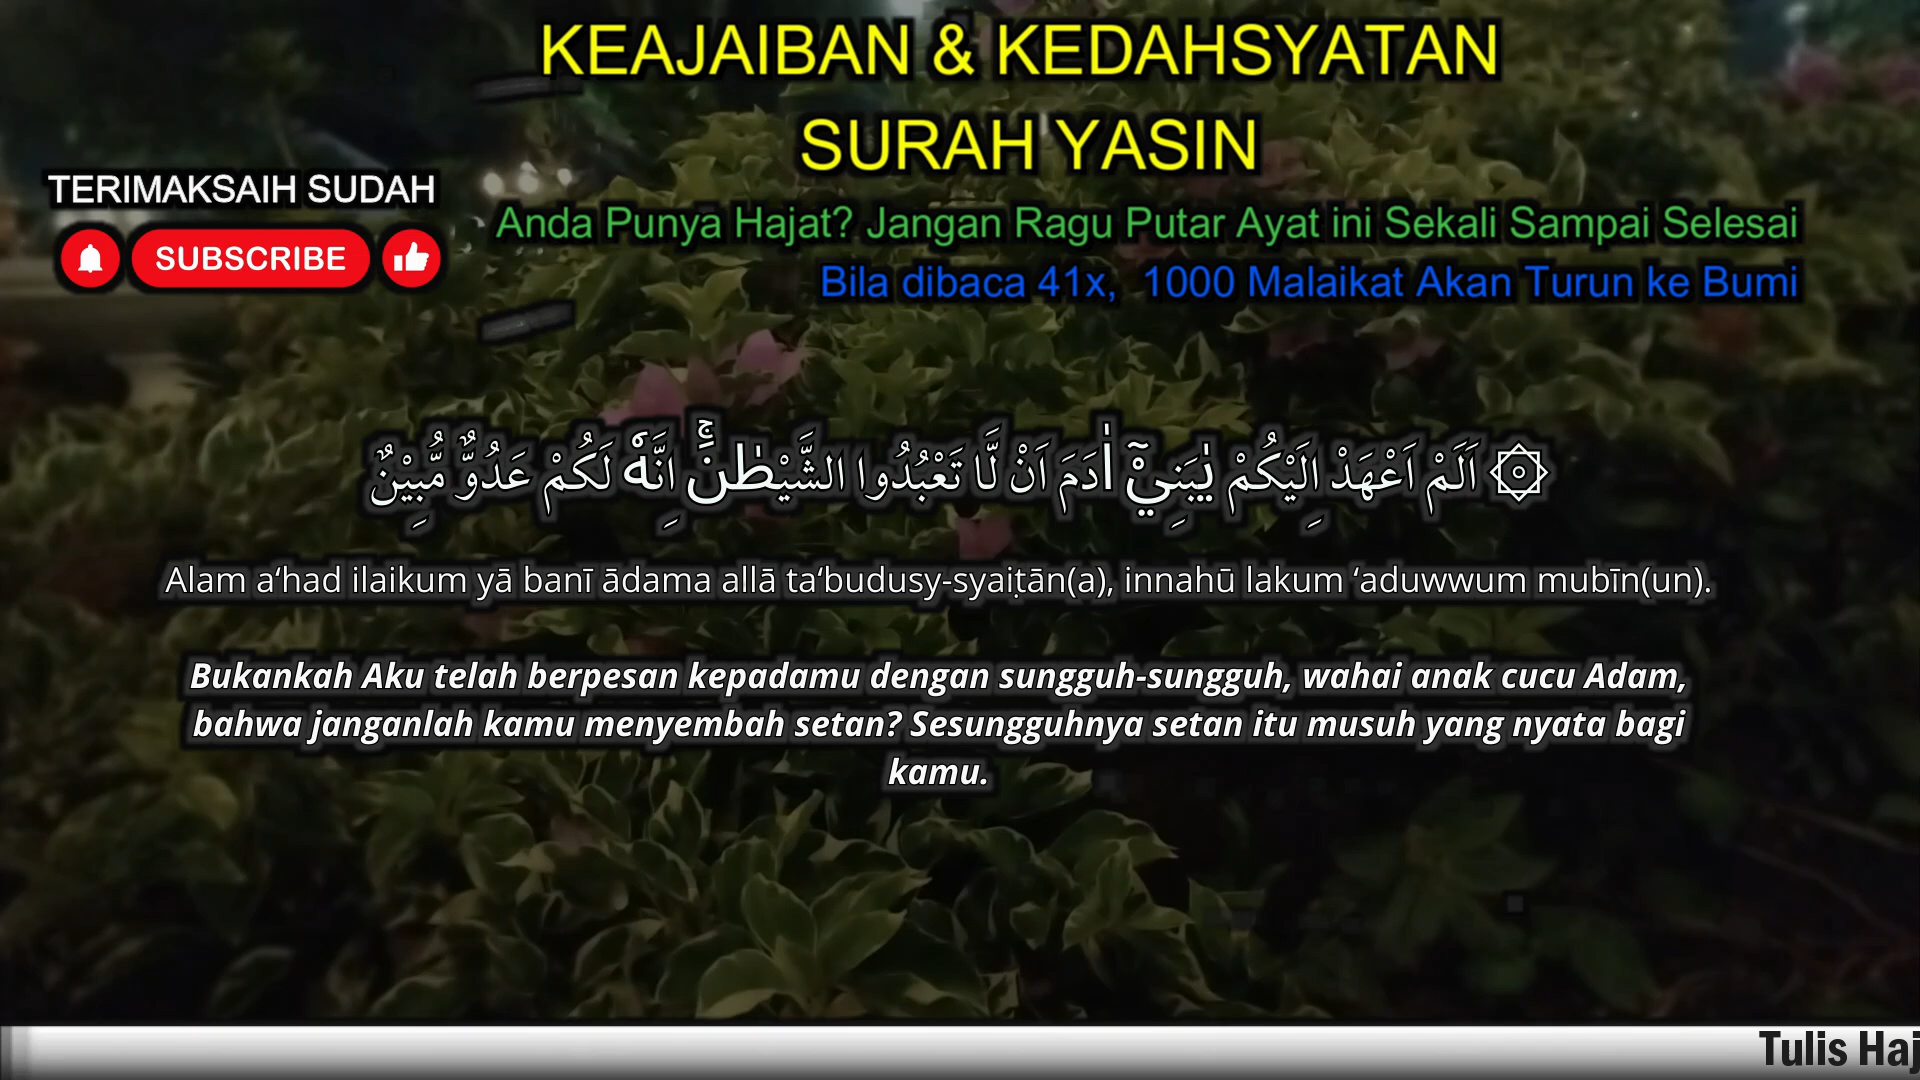 KEAJAIBAN & KEDAHSYATAN
SURAH YASIN
TERIMAKSAIH SUDAH
SUBSCRIBE
Anda Punya Hajat? Jangan Ragu Putar Ayat ini Sekali Sampai Selesai
Bila dibaca 41x, 1000 Malaikat Akan Turun ke Bumi
۞ اَلَمْ اَعْهَدْ اِلَيْكُمْ يٰبَنِيْٓ اٰدَمَ اَنْ لَّا تَعْبُدُوا الشَّيْطٰنَۚ اِنَّهٗ لَكُمْ عَدُوٌّ مُّبِيْنٌ
Alam a‘had ilaikum yā banī ādama allā ta‘budusy-syaiṭān(a), innahū lakum ‘aduwwum mubīn(un).
Bukankah Aku telah berpesan kepadamu dengan sungguh-sungguh, wahai anak cucu Adam,
bahwa janganlah kamu menyembah setan? Sesungguhnya setan itu musuh yang nyata bagi
kamu.
Tulis Haj